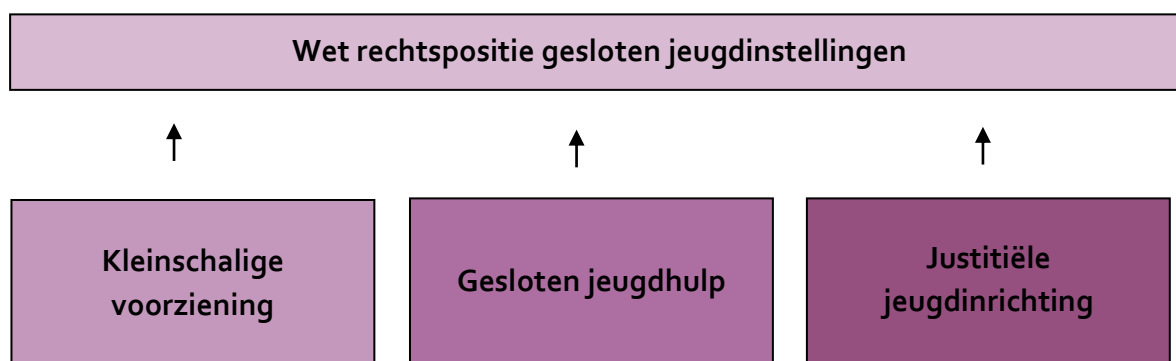 Wet rechtspositie gesloten jeugdinstellingen
Kleinschalige
voorziening
Gesloten jeugdhulp
Justitiële
jeugdinrichting